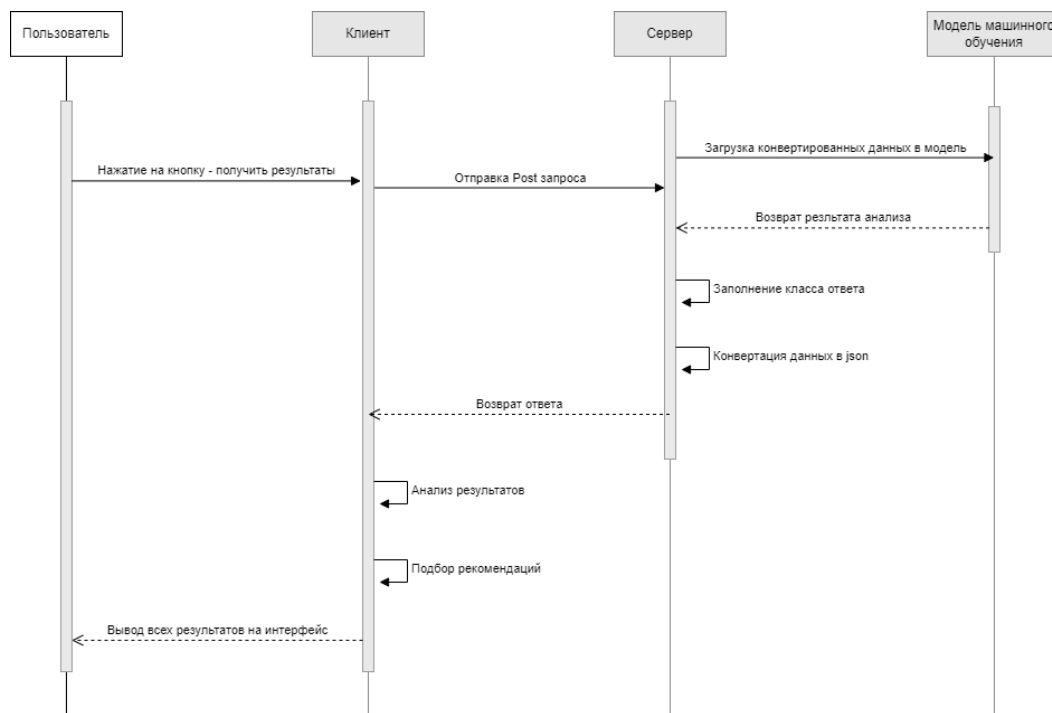 Пользователь
Клиент
Сервер
Модель машинного
обучения
Загрузка конвертированных данных в модель
Нажатие на кнопку - получить результаты
Отправка Post запроса
Возврат резльтата анализа
Заполнение класса ответа
Конвертация данных в json
Возврат ответа
Анализ результатов
Подбор рекомендаций
Вывод всех результатов на интерфейс